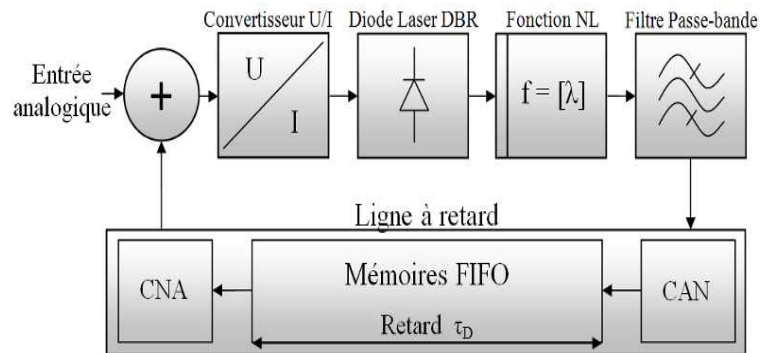 Convertisseur U/I
Diode Laser DBR
Fonction NL
Filtre Passe-bande
Entrée
analogique
+
U
I
f = [λ]
Ligne à retard
CNA
Mémoires FIFO
Retard τD
CAN